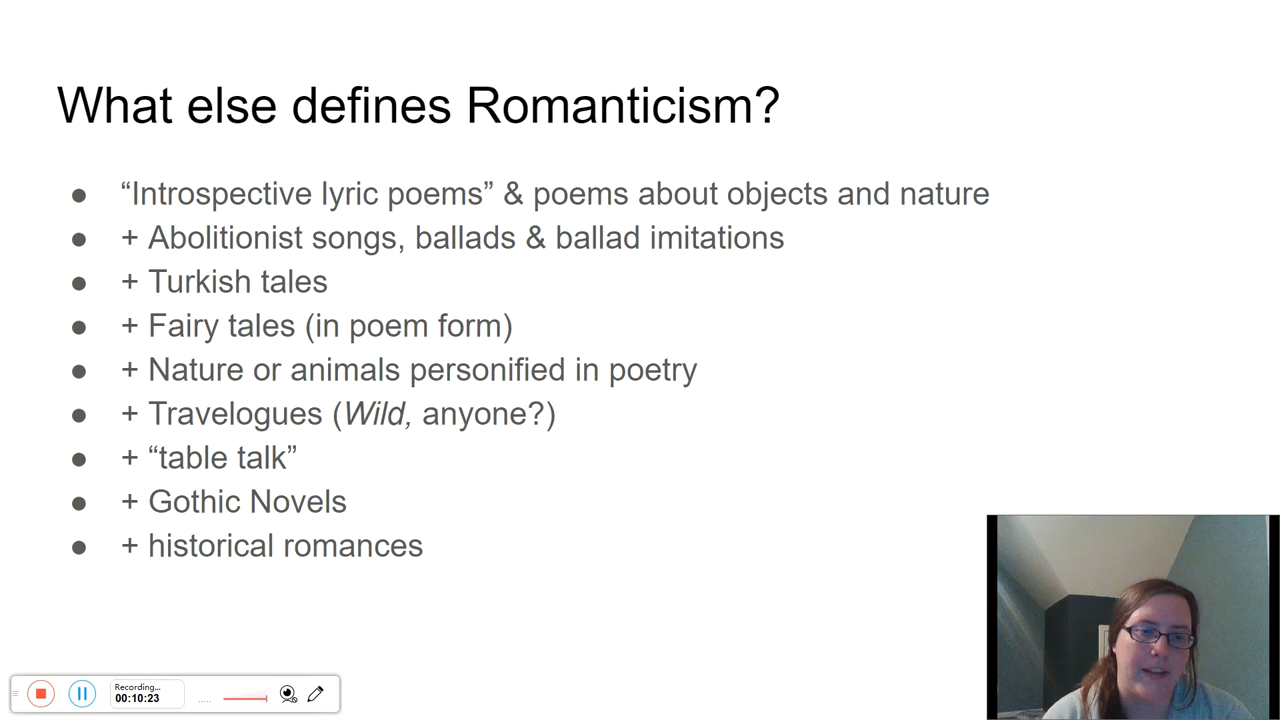 What else defines Romanticism?
● “Introspective lyric poems” & poems about objects and nature
● + Abolitionist songs, ballads & ballad imitations
● + Turkish tales
● + Fairy tales (in poem form)
● + Nature or animals personified in poetry
● + Travelogues (Wild, anyone?)
● + “table talk”
● + Gothic Novels
● + historical romances
Recording...
00:10:23